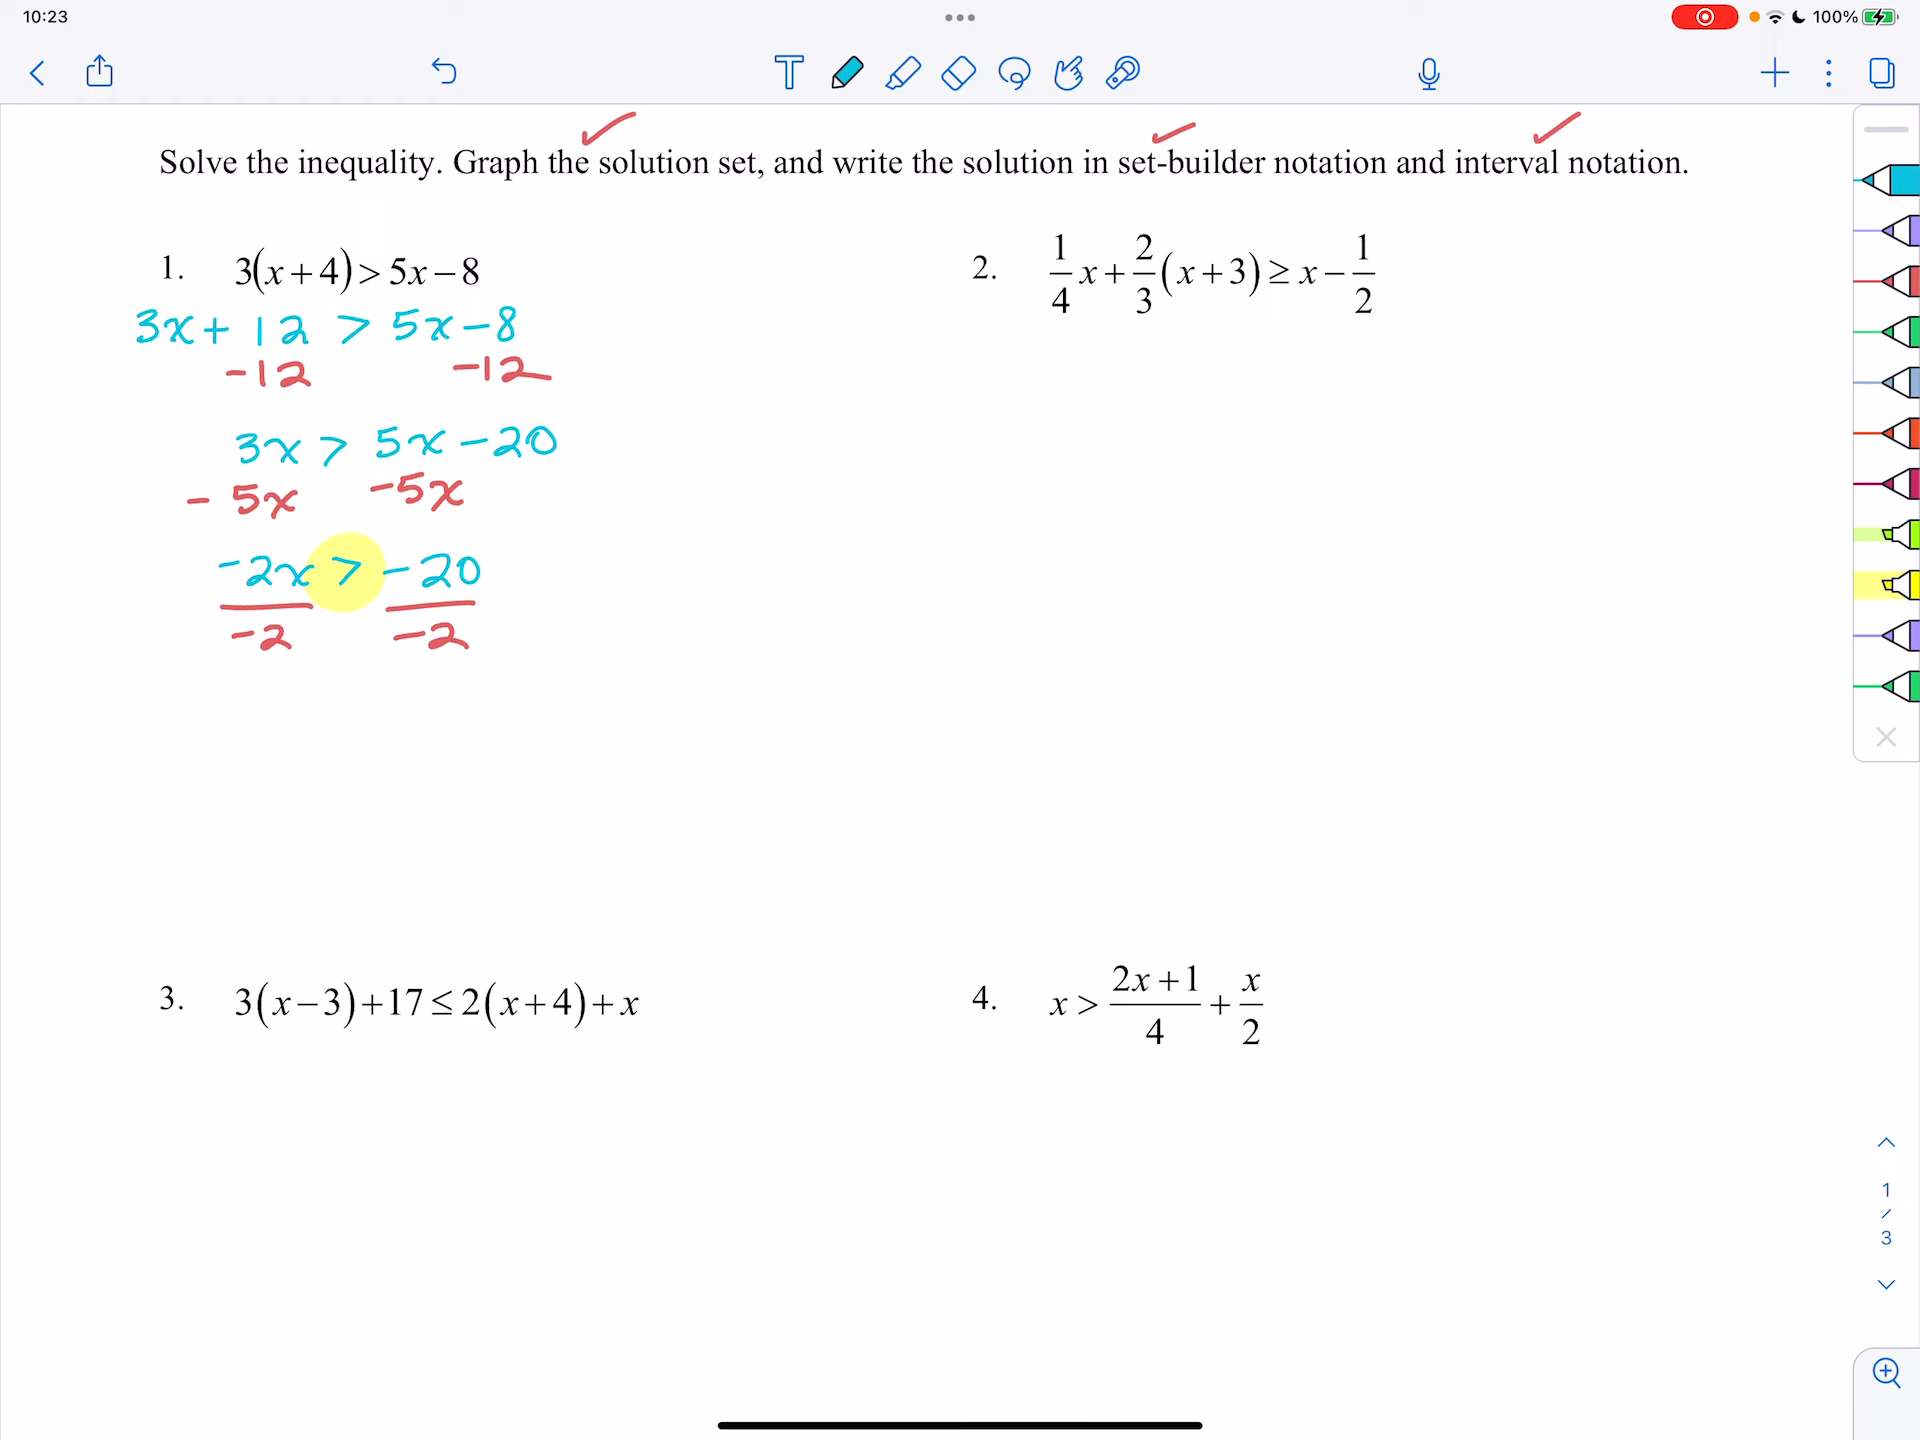 10:23
100%
Solve the inequality. Graph the solution set, and write the solution in set-builder notation and interval notation.
1. 3(x+4)>5x−8
3x+12 > 5x−8
−12 −12
3x > 5x−20
−5x −5x
−2x > −20
−2 −2
2. 1/4 x + 2/3 (x+3) ≥ x − 1/2
3. 3(x−3)+17≤2(x+4)+x
4. x > (2x+1)/4 + x/2
1
/
3